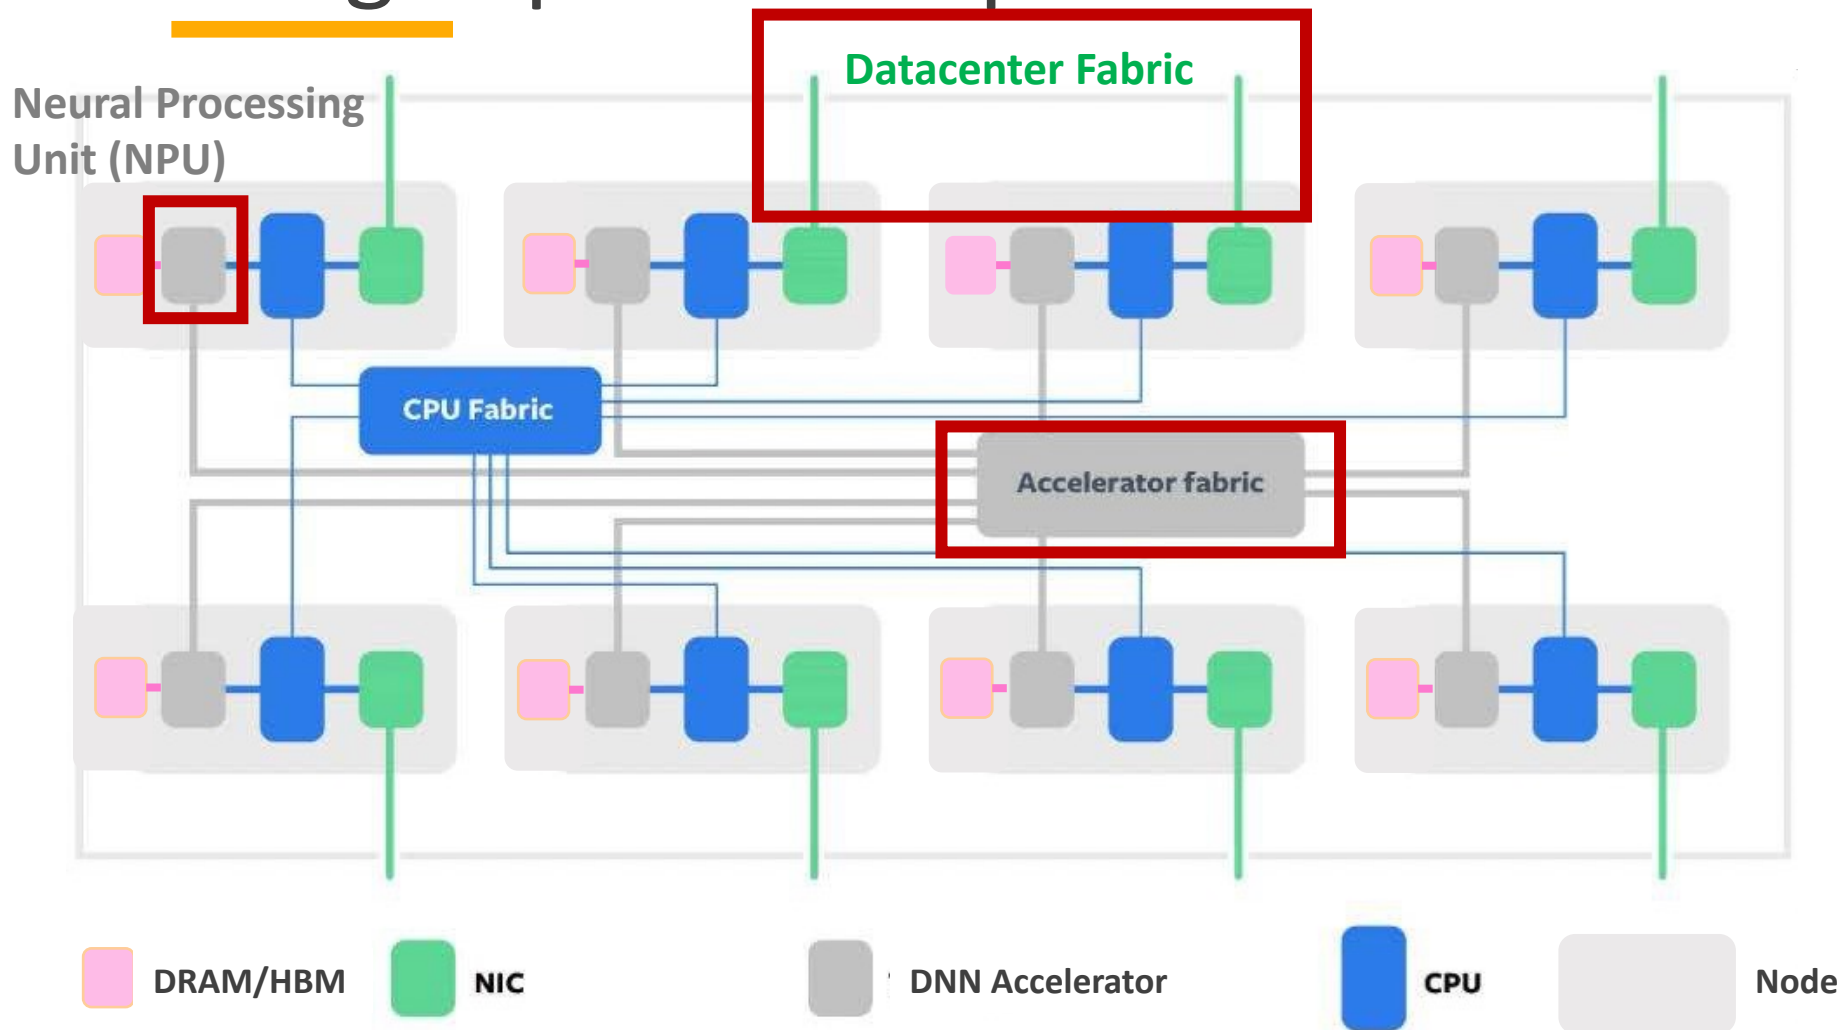 Datacenter Fabric
Neural Processing
Unit (NPU)
CPU Fabric
Accelerator fabric
DRAM/HBM
NIC
DNN Accelerator
CPU
Node